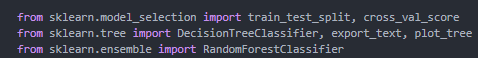 from sklearn.model_selection import train_test_split, cross_val_score
from sklearn.tree import DecisionTreeClassifier, export_text, plot_tree
from sklearn.ensemble import RandomForestClassifier